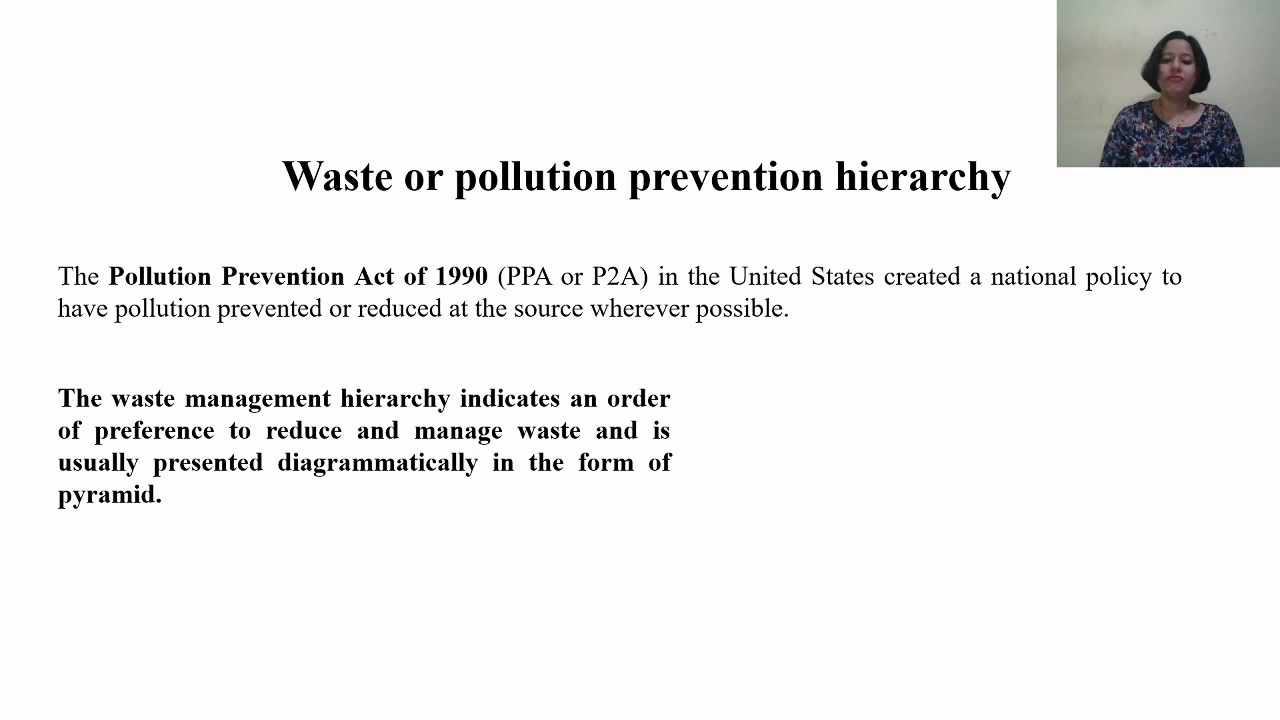 Waste or pollution prevention hierarchy
The Pollution Prevention Act of 1990 (PPA or P2A) in the United States created a national policy to
have pollution prevented or reduced at the source wherever possible.
The waste management hierarchy indicates an order
of preference to reduce and manage waste and is
usually presented diagrammatically in the form of
pyramid.